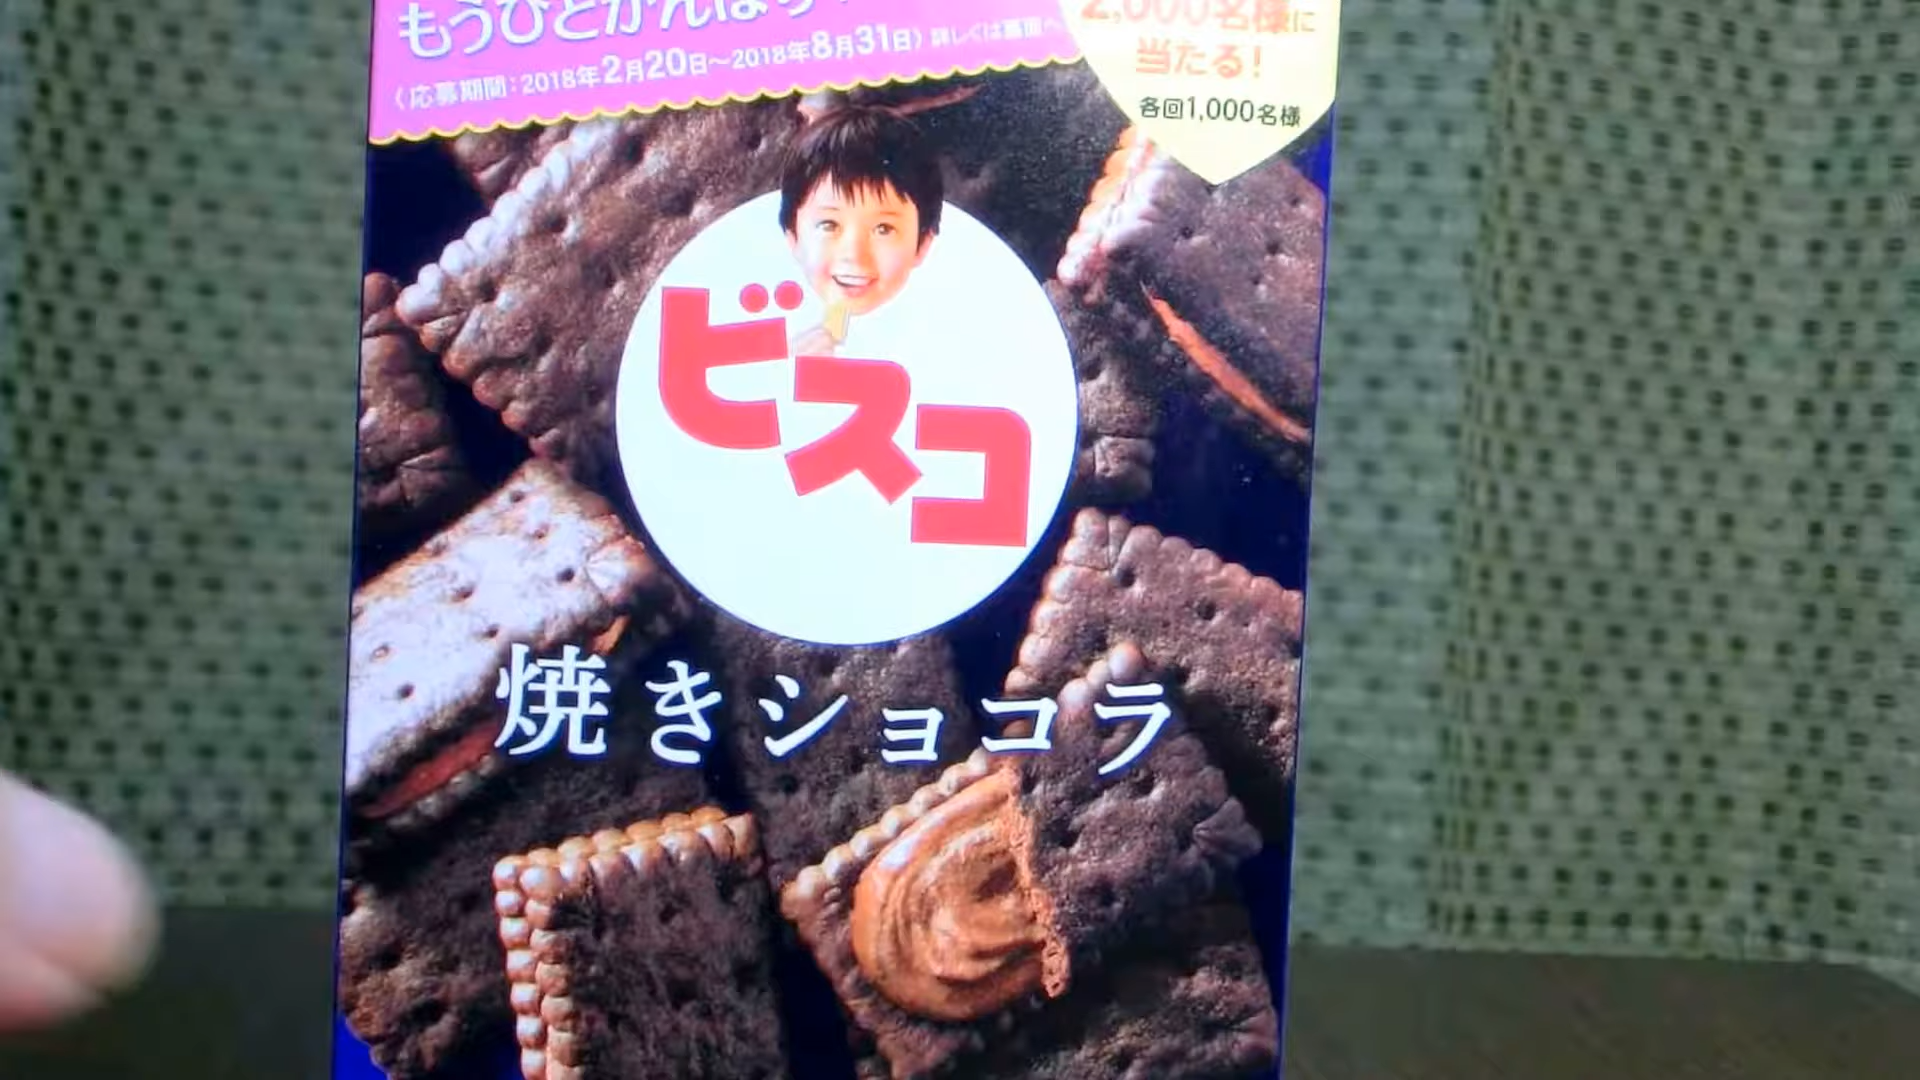 もうひとがんばり
2,000名様に
当たる!
〈応募期間:2018年2月20日~2018年8月31日〉詳しくは裏面へ
各回1,000名様
ビスコ
焼きショコラ